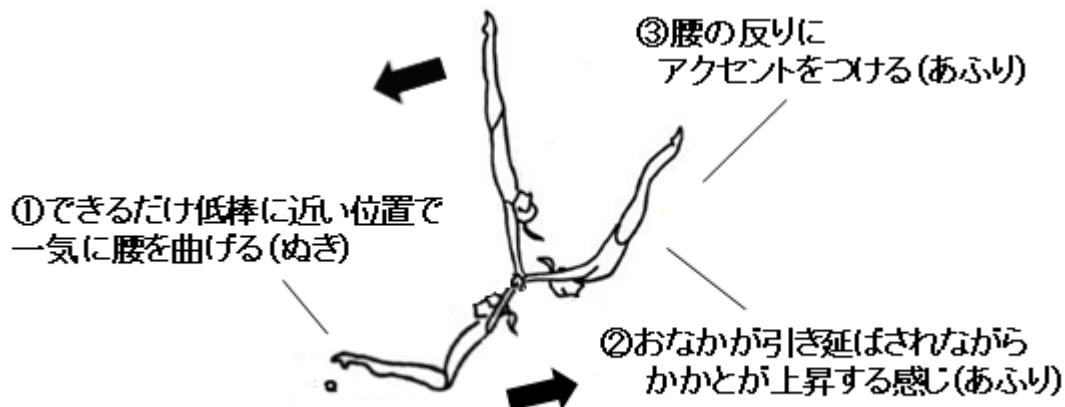 ③腰の反りに
アクセントをつける(あふり)
①できるだけ低棒に近い位置で
一気に腰を曲げる(ぬき)
②おなかが引き延ばされながら
かかとが上昇する感じ(あふり)